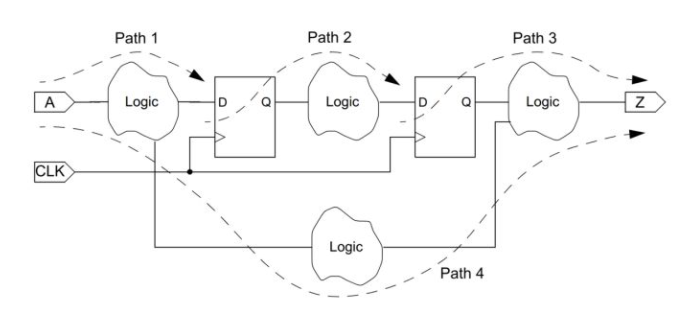 Path 1
Path 2
Path 3
A
Logic
D
Q
Logic
D
Q
Logic
Z
CLK
Logic
Path 4